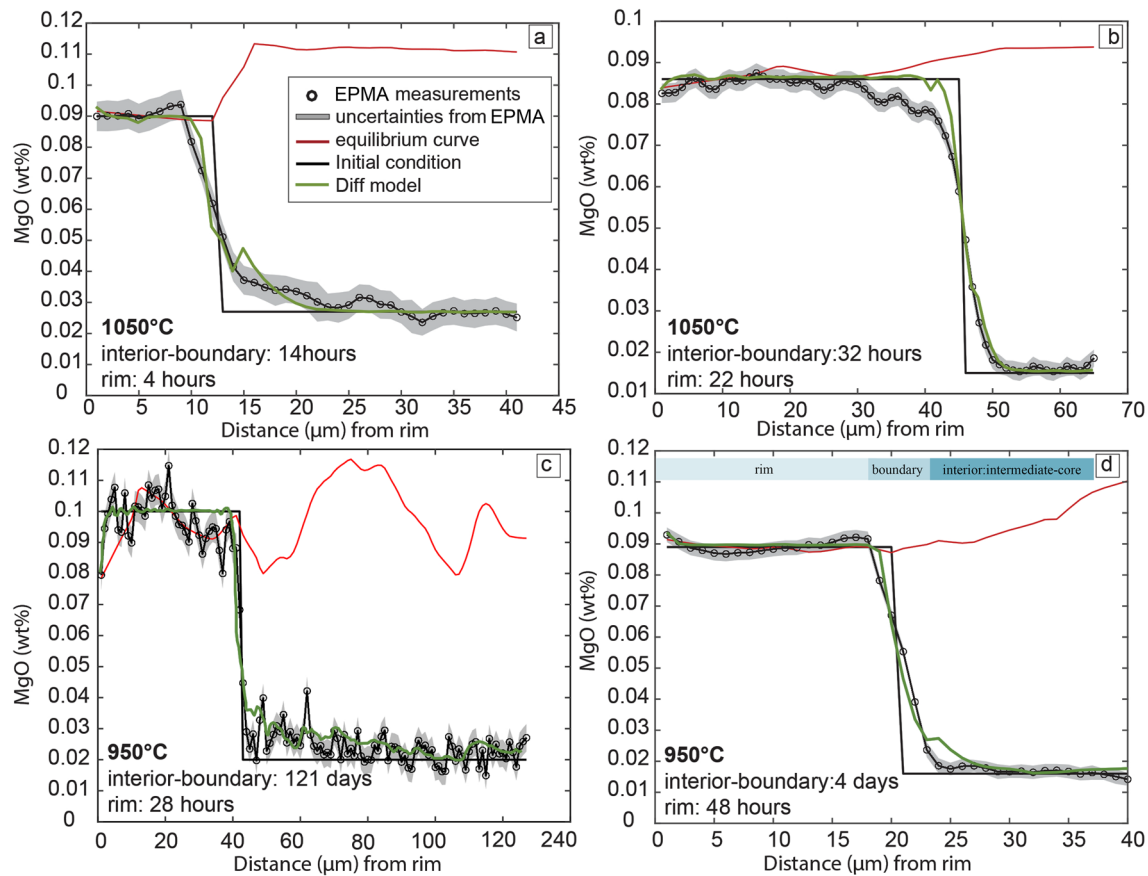 a
0.12
0.11
0.1
0.09
0.08
0.07
0.06
0.05
0.04
0.03
0.02
0.01
0
MgO (wt%)
EPMA measurements
uncertainties from EPMA
equilibrium curve
Initial condition
Diff model
1050°C
interior-boundary: 14hours
rim: 4 hours
0 5 10 15 20 25 30 35 40 45
Distance (µm) from rim
b
0.1
0.09
0.08
0.07
0.06
0.05
0.04
0.03
0.02
0.01
MgO (wt%)
1050°C
interior-boundary:32 hours
rim: 22 hours
0 10 20 30 40 50 60 70
Distance (µm) from rim
c
0.12
0.11
0.1
0.09
0.08
0.07
0.06
0.05
0.04
0.03
0.02
0.01
0
MgO (wt%)
950°C
interior-boundary: 121 days
rim: 28 hours
0 20 40 60 80 100 120 240
Distance (µm) from rim
d
0.12
0.11
0.1
0.09
0.08
0.07
0.06
0.05
0.04
0.03
0.02
0.01
0
MgO (wt%)
rim boundary interior:intermediate-core
950°C
interior-boundary:4 days
rim: 48 hours
0 10 20 30 40
Distance (µm) from rim